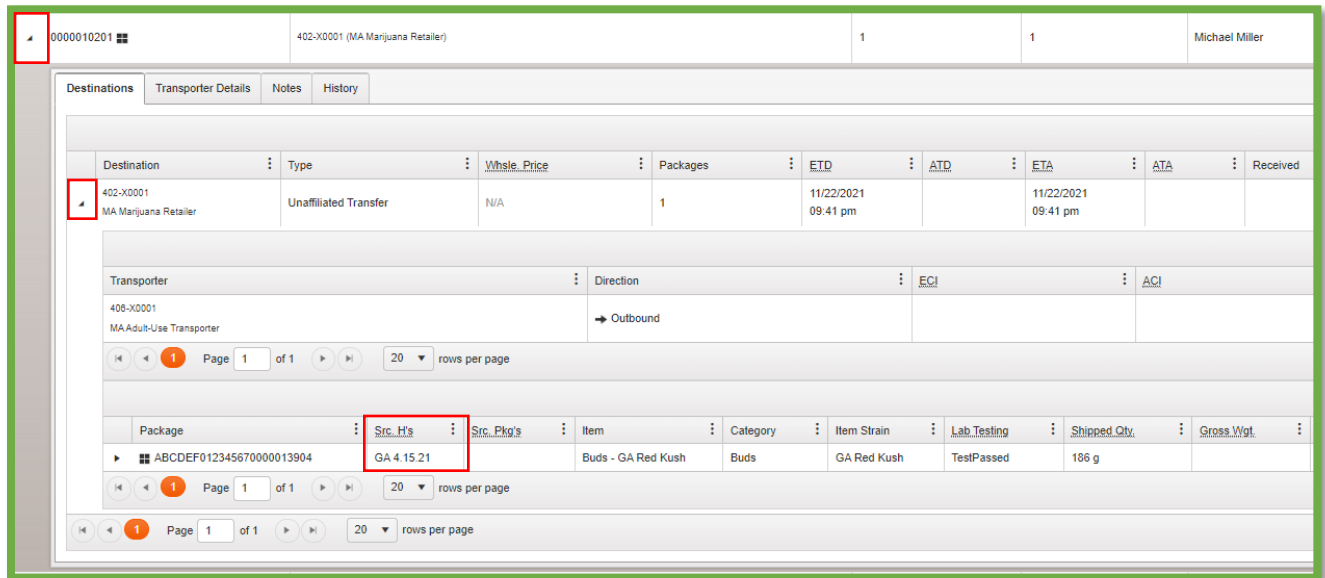 0000010201 402-X0001 (MA Marijuana Retailer) 1 1 Michael Miller
Destinations Transporter Details Notes History
Destination Type Whsle. Price Packages ETD ATD ETA ATA Received
402-X0001
MA Marijuana Retailer
Unaffiliated Transfer N/A 1
11/22/2021
09:41 pm
11/22/2021
09:41 pm
Transporter Direction ECI ACI
406-X0001
MA Adult-Use Transporter
Outbound
1 Page 1 of 1 20 rows per page
Package Src. H's Src. Pkg's Item Category Item Strain Lab Testing Shipped Qty. Gross Wgt.
ABCDEF012345670000013904 GA 4.15.21 Buds - GA Red Kush Buds GA Red Kush TestPassed 186 g
1 Page 1 of 1 20 rows per page
1 Page 1 of 1 20 rows per page